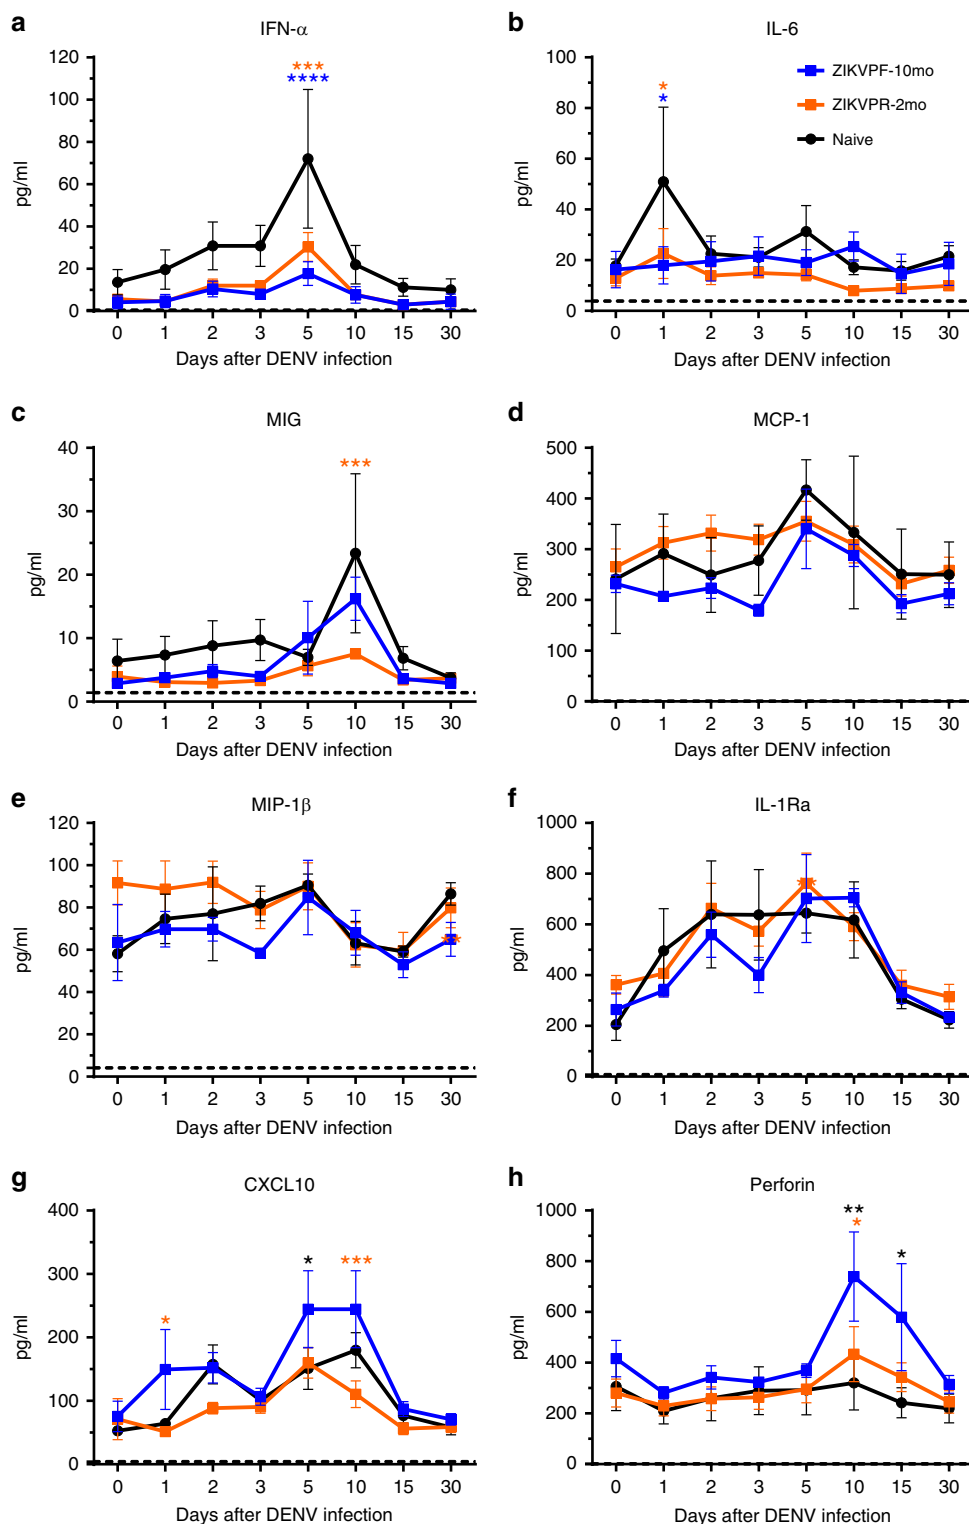 a
IFN-α
120
100
80
60
40
20
0
pg/ml
***
****
0 1 2 3 5 10 15 30
Days after DENV infection
b
IL-6
100
80
60
40
20
0
pg/ml
*
*
ZIKVPF-10mo
ZIKVPR-2mo
Naive
0 1 2 3 5 10 15 30
Days after DENV infection
c
MIG
40
30
20
10
0
pg/ml
***
0 1 2 3 5 10 15 30
Days after DENV infection
d
MCP-1
500
400
300
200
100
0
pg/ml
0 1 2 3 5 10 15 30
Days after DENV infection
e
MIP-1β
120
100
80
60
40
20
0
pg/ml
**
0 1 2 3 5 10 15 30
Days after DENV infection
f
IL-1Ra
1000
800
600
400
200
0
pg/ml
**
0 1 2 3 5 10 15 30
Days after DENV infection
g
CXCL10
400
300
200
100
0
pg/ml
*
*
***
0 1 2 3 5 10 15 30
Days after DENV infection
h
Perforin
1000
800
600
400
200
0
pg/ml
**
*
*
0 1 2 3 5 10 15 30
Days after DENV infection